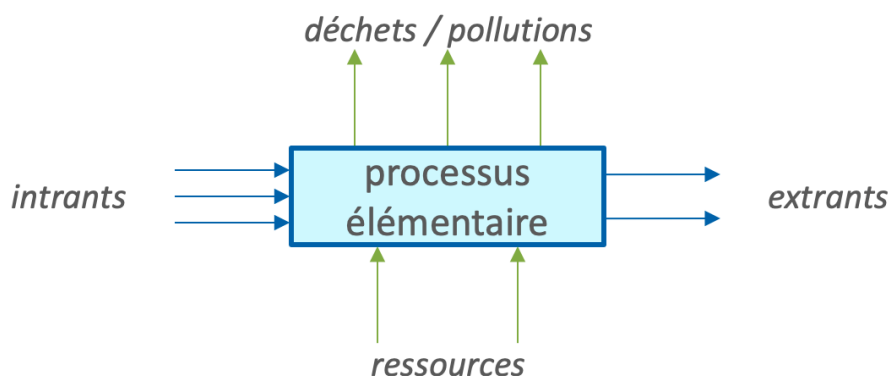 déchets / pollutions
processus
élémentaire
intrants
extrants
ressources